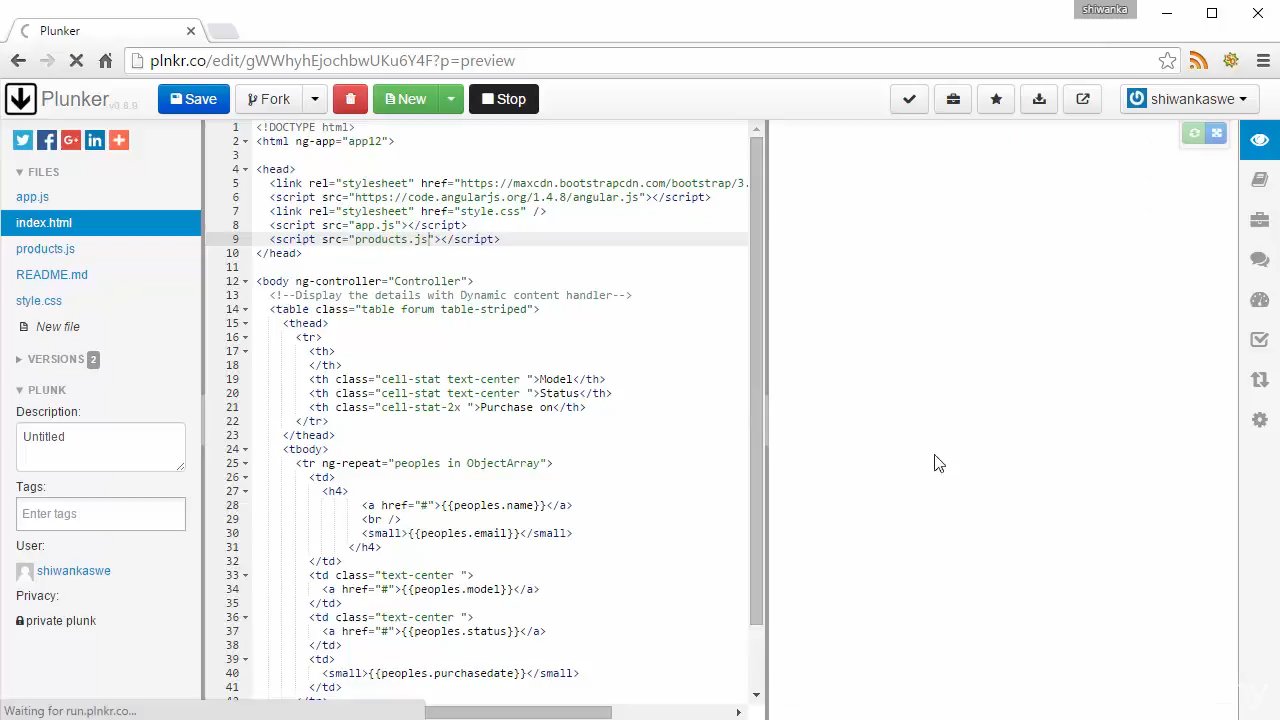 shiwanka
Plunker
plnkr.co/edit/gWWhyhEjochbwUKu6Y4F?p=preview
Plunker v0.8.9
Save
Fork
New
Stop
shiwankaswe
FILES
app.js
index.html
products.js
README.md
style.css
New file
VERSIONS 2
PLUNK
Description:
Untitled
Tags:
Enter tags
User:
shiwankaswe
Privacy:
private plunk
1 <!DOCTYPE html>
2 <html ng-app="app12">
3
4 <head>
5 <link rel="stylesheet" href="https://maxcdn.bootstrapcdn.com/bootstrap/3.
6 <script src="https://code.angularjs.org/1.4.8/angular.js"></script>
7 <link rel="stylesheet" href="style.css" />
8 <script src="app.js"></script>
9 <script src="products.js"></script>
10 </head>
11
12 <body ng-controller="Controller">
13 <!--Display the details with Dynamic content handler-->
14 <table class="table forum table-striped">
15 <thead>
16 <tr>
17 <th>
18 </th>
19 <th class="cell-stat text-center ">Model</th>
20 <th class="cell-stat text-center ">Status</th>
21 <th class="cell-stat-2x ">Purchase on</th>
22 </tr>
23 </thead>
24 <tbody>
25 <tr ng-repeat="peoples in ObjectArray">
26 <td>
27 <h4>
28 <a href="#">{{peoples.name}}</a>
29 <br />
30 <small>{{peoples.email}}</small>
31 </h4>
32 </td>
33 <td class="text-center ">
34 <a href="#">{{peoples.model}}</a>
35 </td>
36 <td class="text-center ">
37 <a href="#">{{peoples.status}}</a>
38 </td>
39 <td>
40 <small>{{peoples.purchasedate}}</small>
41 </td>
Waiting for run.plnkr.co...